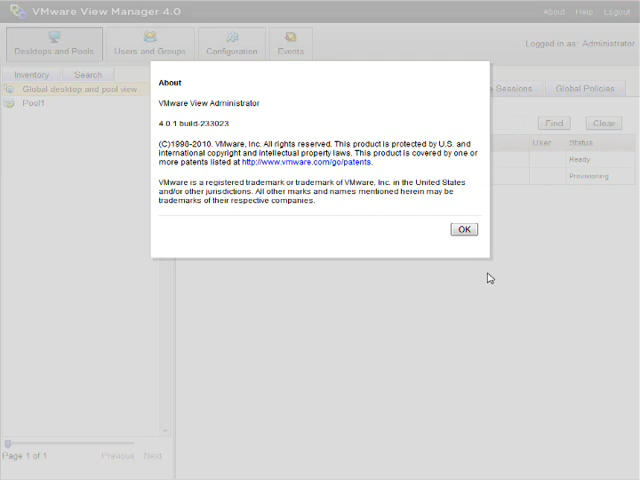 VMware View Manager 4.0
About Help Logout
Desktops and Pools Users and Groups Configuration Events
Logged in as: Administrator
Inventory Search
Global desktop and pool view
Pool1
Sessions Global Policies
Find Clear
User Status
Ready
Provisioning
About
VMware View Administrator
4.0.1 build-233023
(C)1998-2010. VMware, Inc. All rights reserved. This product is protected by U.S. and
international copyright and intellectual property laws. This product is covered by one or
more patents listed at http://www.vmware.com/go/patents.
VMware is a registered trademark or trademark of VMware, Inc. in the United States
and/or other jurisdictions. All other marks and names mentioned herein may be
trademarks of their respective companies.
OK
Page 1 of 1 Previous Next